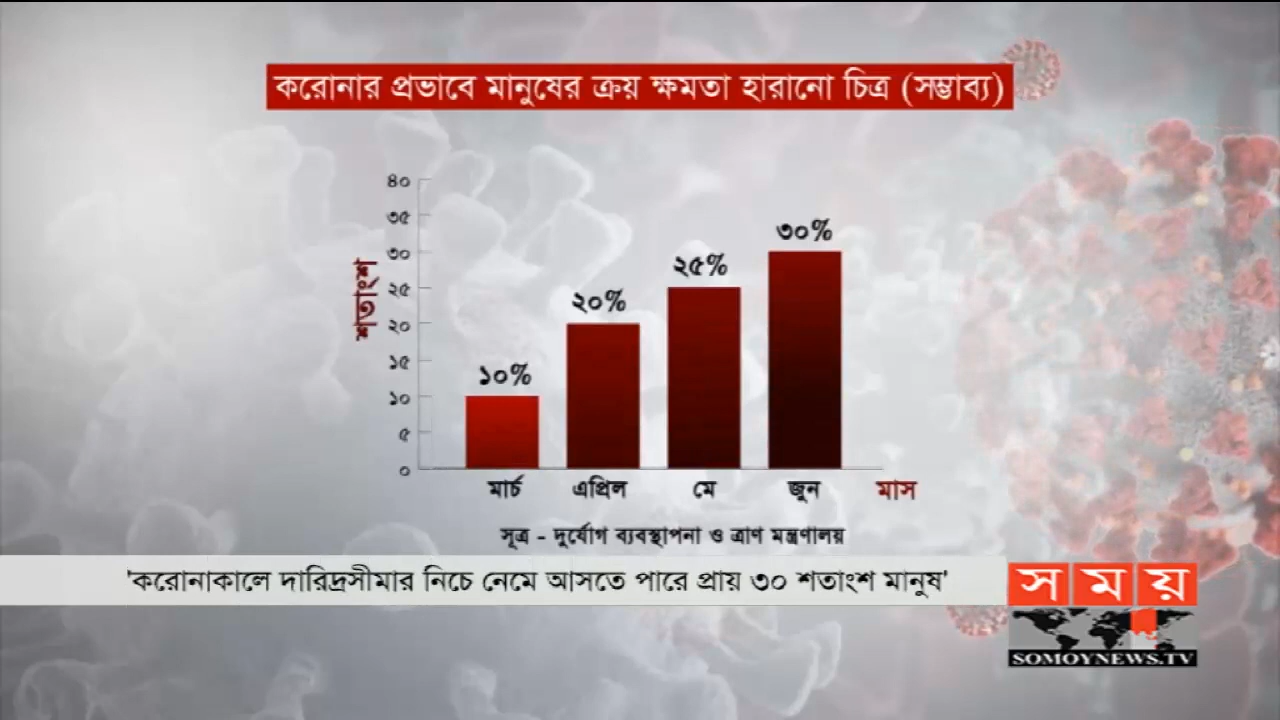 করোনার প্রভাবে মানুষের ক্রয় ক্ষমতা হারানো চিত্র (সম্ভাব্য)
শতাংশ
৪০
৩৫
৩০
২৫
২০
১৫
১০
৫
০
১০%
২০%
২৫%
৩০%
মার্চ এপ্রিল মে জুন মাস
সূত্র - দুর্যোগ ব্যবস্থাপনা ও ত্রাণ মন্ত্রণালয়
'করোনাকালে দারিদ্রসীমার নিচে নেমে আসতে পারে প্রায় ৩০ শতাংশ মানুষ'
সময়
SOMOYNEWS.TV